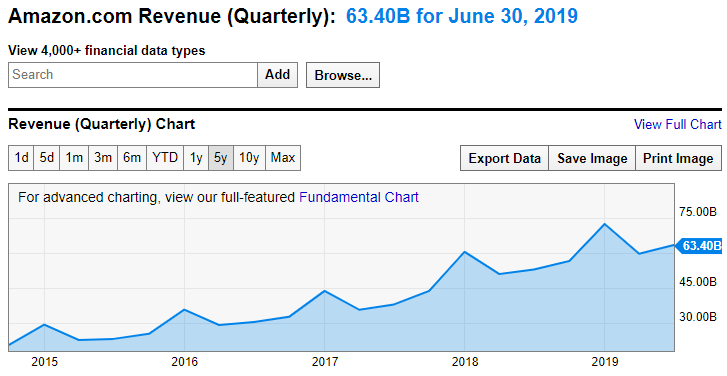 Amazon.com Revenue (Quarterly): 63.40B for June 30, 2019
View 4,000+ financial data types
Search Add Browse...
Revenue (Quarterly) Chart View Full Chart
1d 5d 1m 3m 6m YTD 1y 5y 10y Max Export Data Save Image Print Image
For advanced charting, view our full-featured Fundamental Chart
75.00B
63.40B
45.00B
30.00B
2015 2016 2017 2018 2019